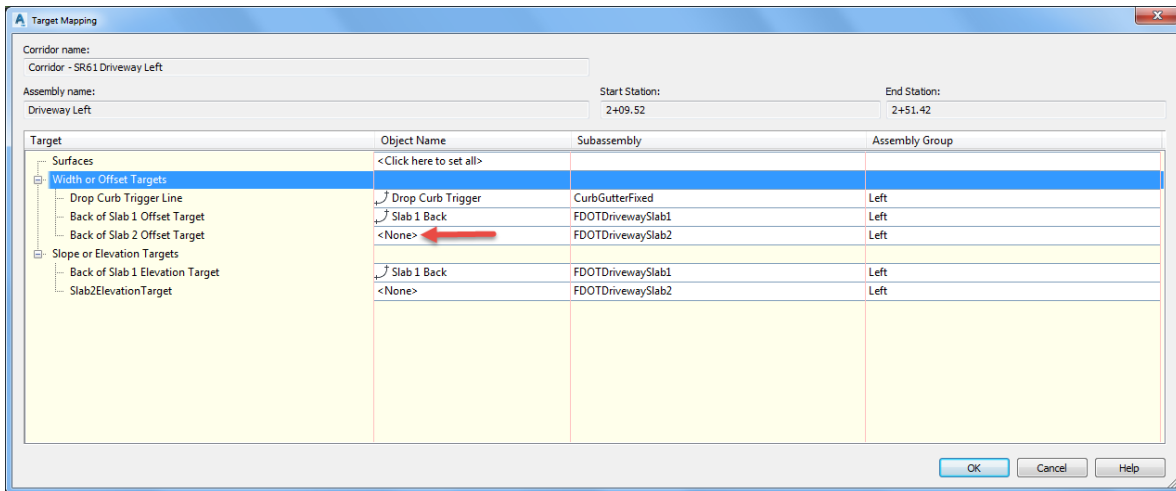 Target Mapping
Corridor name:
Corridor - SR61 Driveway Left
Assembly name:
Start Station:
End Station:
Driveway Left
2+09.52
2+51.42
Target Object Name Subassembly Assembly Group
Surfaces <Click here to set all>
Width or Offset Targets
Drop Curb Trigger Line Drop Curb Trigger CurbGutterFixed Left
Back of Slab 1 Offset Target Slab 1 Back FDOTDrivewaySlab1 Left
Back of Slab 2 Offset Target <None> FDOTDrivewaySlab2 Left
Slope or Elevation Targets
Back of Slab 1 Elevation Target Slab 1 Back FDOTDrivewaySlab1 Left
Slab2ElevationTarget <None> FDOTDrivewaySlab2 Left
OK Cancel Help